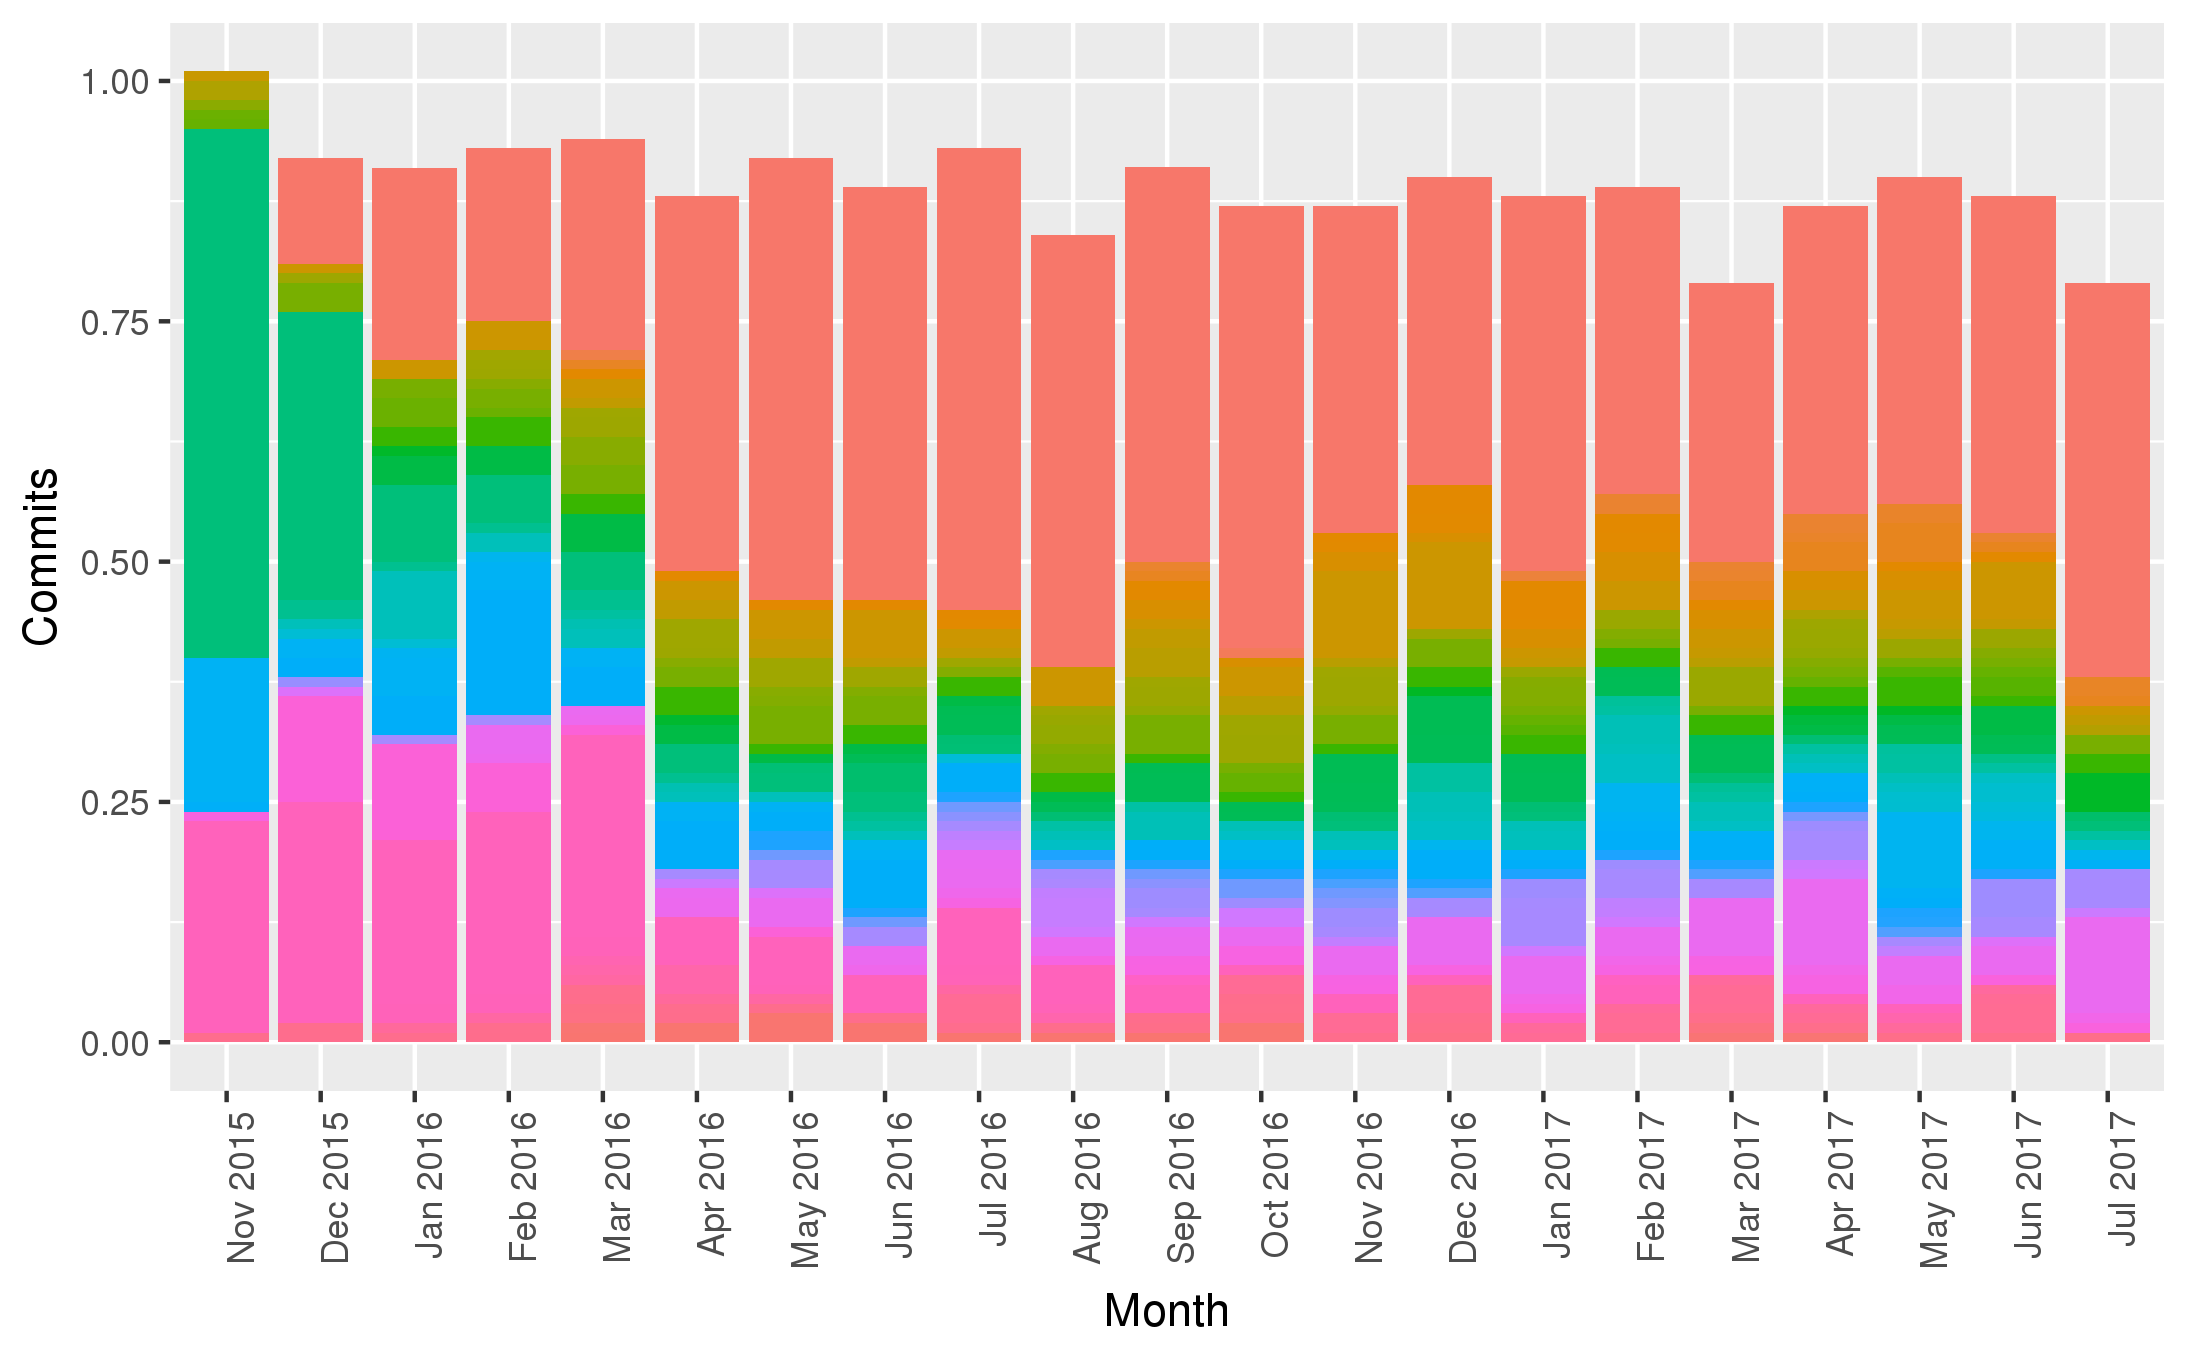 1.00
0.75
0.50
0.25
0.00
Commits
Nov 2015
Dec 2015
Jan 2016
Feb 2016
Mar 2016
Apr 2016
May 2016
Jun 2016
Jul 2016
Aug 2016
Sep 2016
Oct 2016
Nov 2016
Dec 2016
Jan 2017
Feb 2017
Mar 2017
Apr 2017
May 2017
Jun 2017
Jul 2017
Month